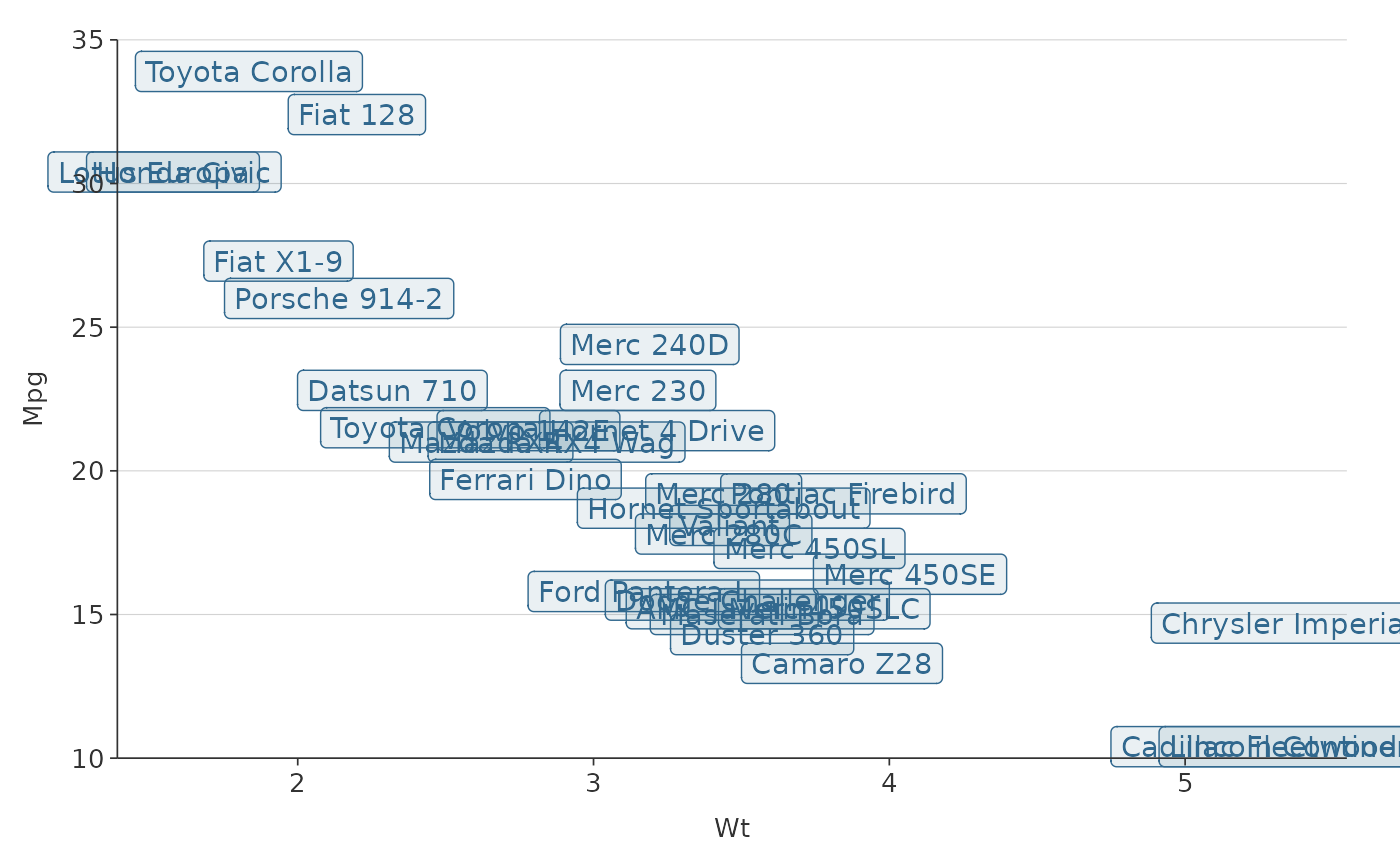 35
Toyota Corolla
Fiat 128
Lotus Europa
Honda Civic
30
Fiat X1-9
Porsche 914-2
25
Merc 240D
Mpg
Datsun 710
Merc 230
Toyota Corona
Volvo 142E
Hornet 4 Drive
Mazda RX4
Mazda RX4 Wag
20
Ferrari Dino
Merc 280
Pontiac Firebird
Hornet Sportabout
Valiant
Merc 280C
Merc 450SL
Merc 450SE
Ford Pantera L
Dodge Challenger
AMC Javelin
Merc 450SLC
15
Maserati Bora
Chrysler Imperia
Duster 360
Camaro Z28
10
Cadillac Fleetwood
Lincoln Continen
2
3
4
5
Wt